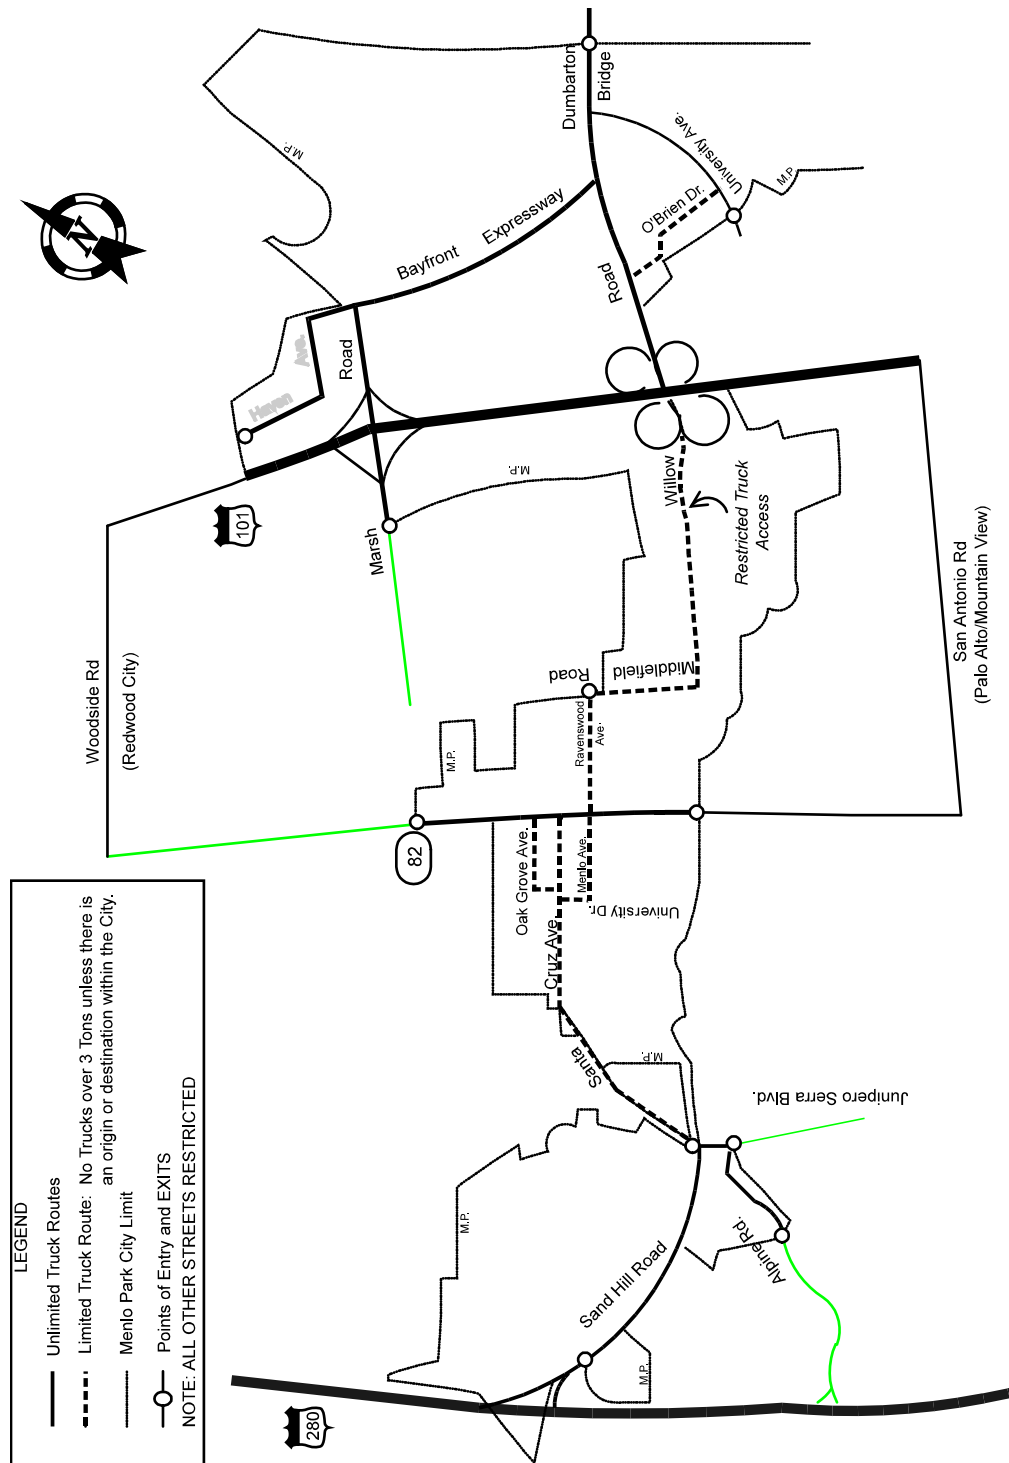 Dumbarton
Bridge
M.P.
University Ave.
M.P.
O'Brien Dr.
N
Bayfront Expressway
Road
Haven Ave.
Road
M.P.
101
Marsh
Willow
Restricted Truck
Access
Woodside Rd
(Redwood City)
San Antonio Rd
(Palo Alto/Mountain View)
Road
Middlefield
Ravenswood
Ave.
M.P.
82
Oak Grove Ave.
Menlo Ave.
University Dr.
Cruz Ave.
Santa
M.P.
Junipero Serra Blvd.
M.P.
Alpine Rd.
Sand Hill Road
M.P.
280
LEGEND
Unlimited Truck Routes
Limited Truck Route: No Trucks over 3 Tons unless there is
an origin or destination within the City.
Menlo Park City Limit
Points of Entry and EXITS
NOTE: ALL OTHER STREETS RESTRICTED